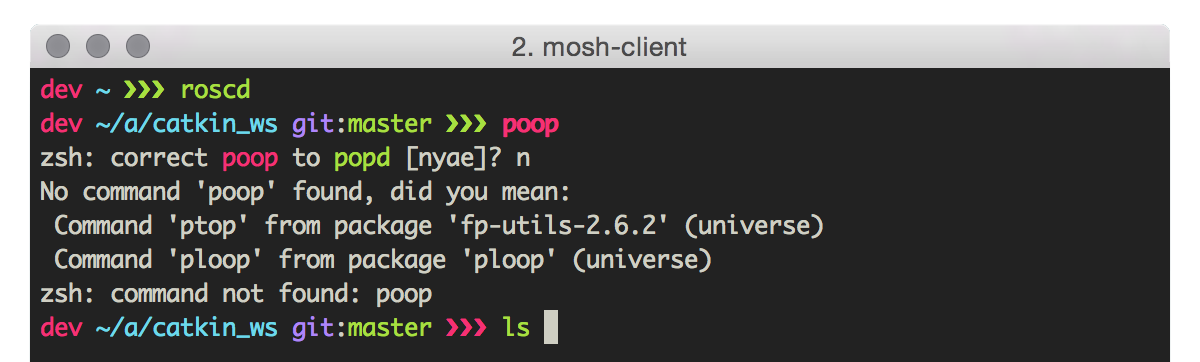 2. mosh-client
dev ~ ❯❯❯ roscd
dev ~/a/catkin_ws git:master ❯❯❯ poop
zsh: correct poop to popd [nyae]? n
No command 'poop' found, did you mean:
 Command 'ptop' from package 'fp-utils-2.6.2' (universe)
 Command 'ploop' from package 'ploop' (universe)
zsh: command not found: poop
dev ~/a/catkin_ws git:master ❯❯❯ ls